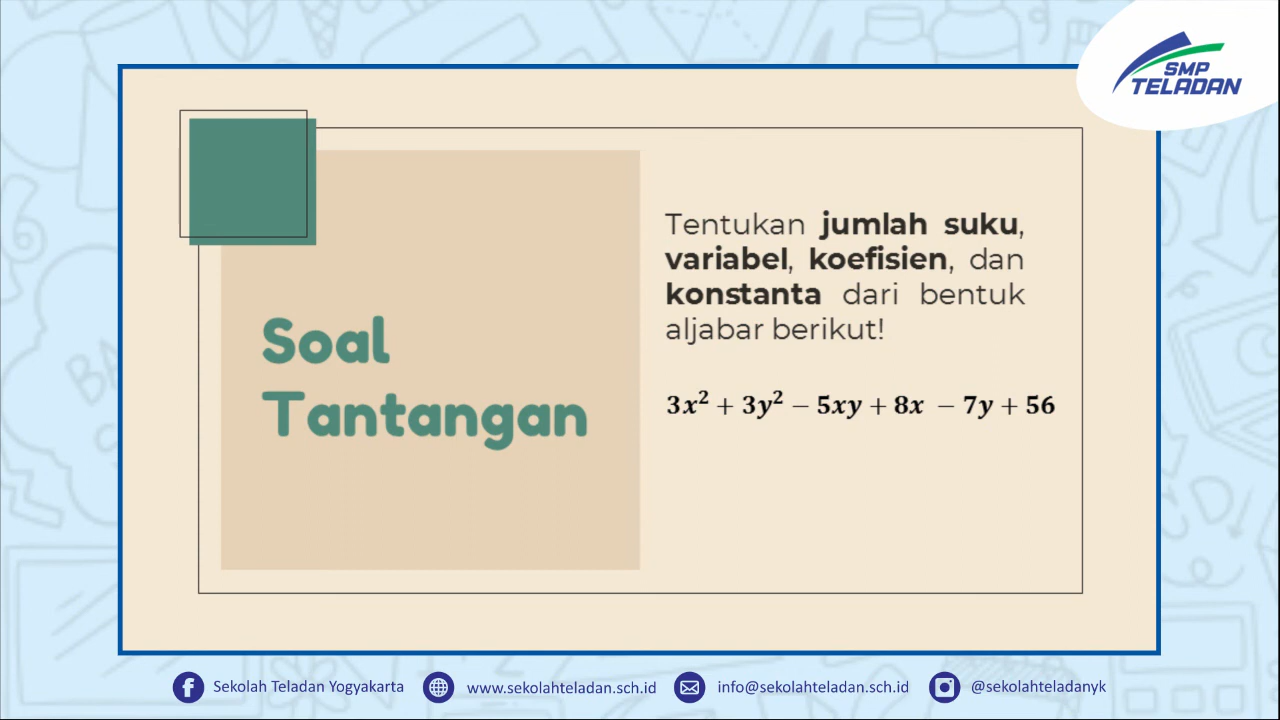 SMP
TELADAN
Soal
Tantangan
Tentukan jumlah suku,
variabel, koefisien, dan
konstanta dari bentuk
aljabar berikut!
3x² + 3y² − 5xy + 8x − 7y + 56
Sekolah Teladan Yogyakarta
www.sekolahteladan.sch.id
info@sekolahteladan.sch.id
@sekolahteladanyk